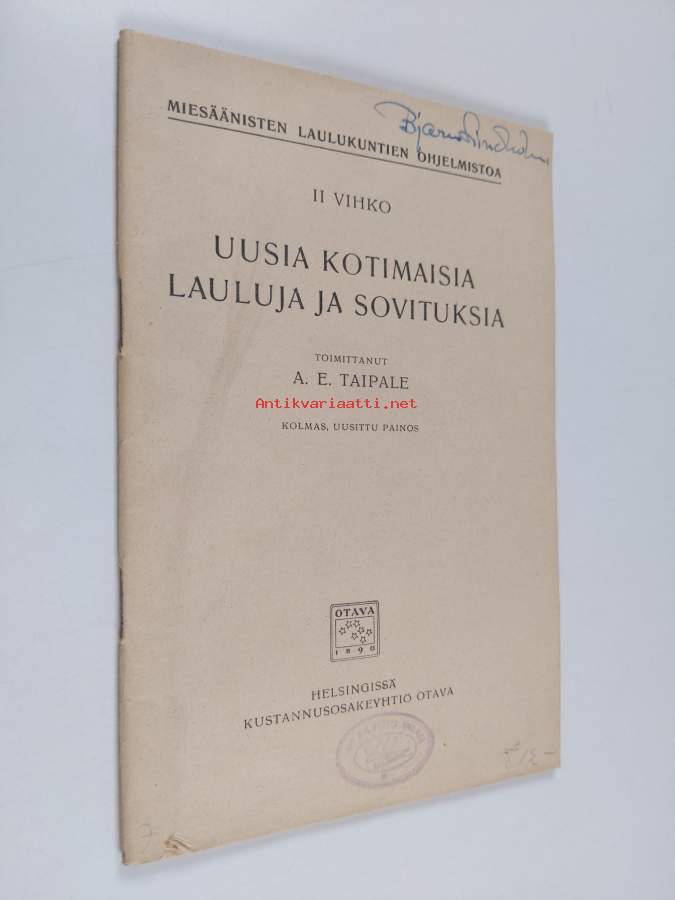 MIESÄÄNISTEN LAULUKUNTIEN OHJELMISTOA
II VIHKO
UUSIA KOTIMAISIA
LAULUJA JA SOVITUKSIA
TOIMITTANUT
A. E. TAIPALE
Antikvariaatti.net
KOLMAS, UUSITTU PAINOS
OTAVA
1890
HELSINGISSÄ
KUSTANNUSOSAKEYHTIÖ OTAVA
7